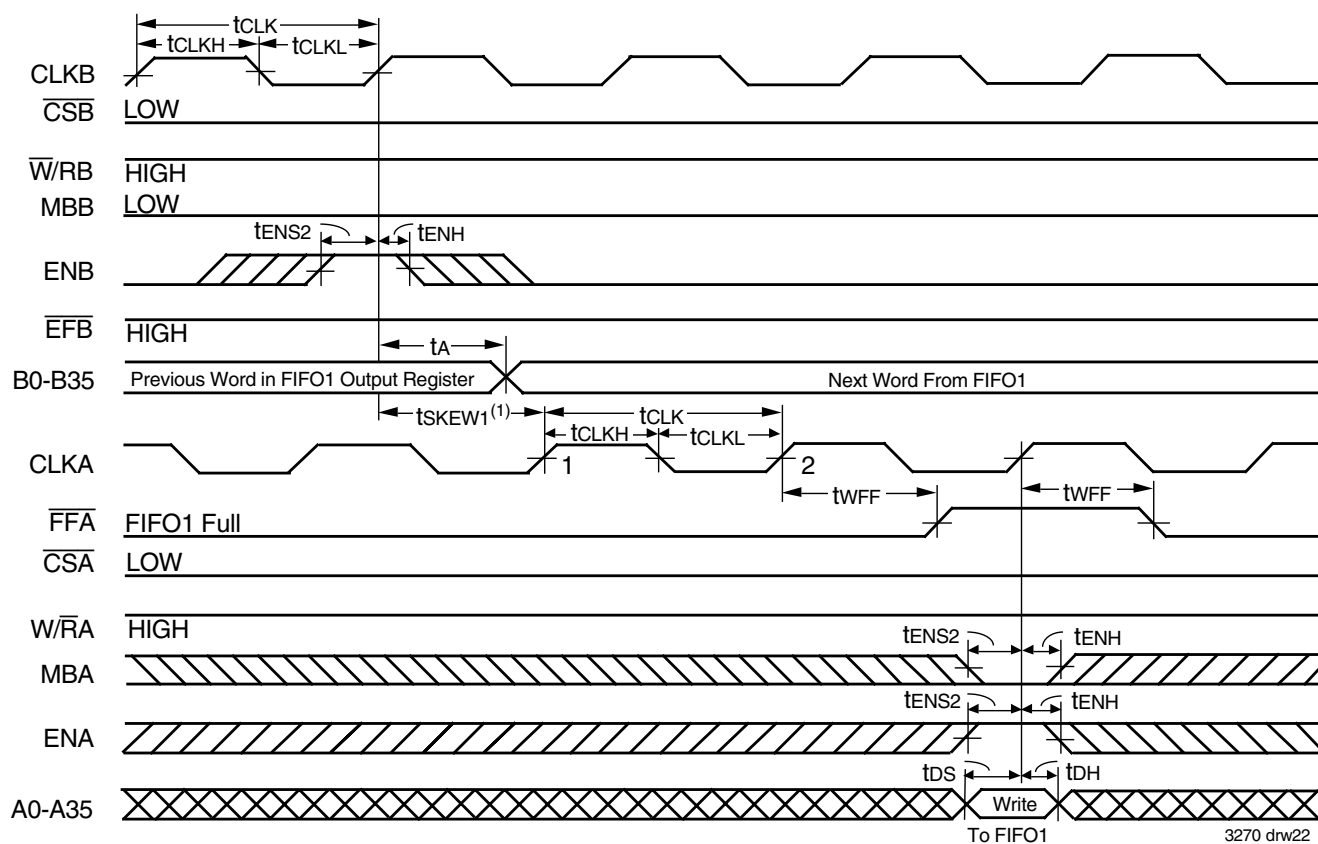 tCLK
tCLKH tCLKL
CLKB
CSB LOW
W/RB HIGH
MBB LOW
tENS2 tENH
ENB
EFB HIGH
tA
B0-B35 Previous Word in FIFO1 Output Register Next Word From FIFO1
tSKEW1(1) tCLK
tCLKH tCLKL
CLKA 1 2
tWFF tWFF
FFA FIFO1 Full
CSA LOW
W/RA HIGH
tENS2 tENH
MBA
tENS2 tENH
ENA
tDS tDH
A0-A35 Write
To FIFO1
3270 drw22